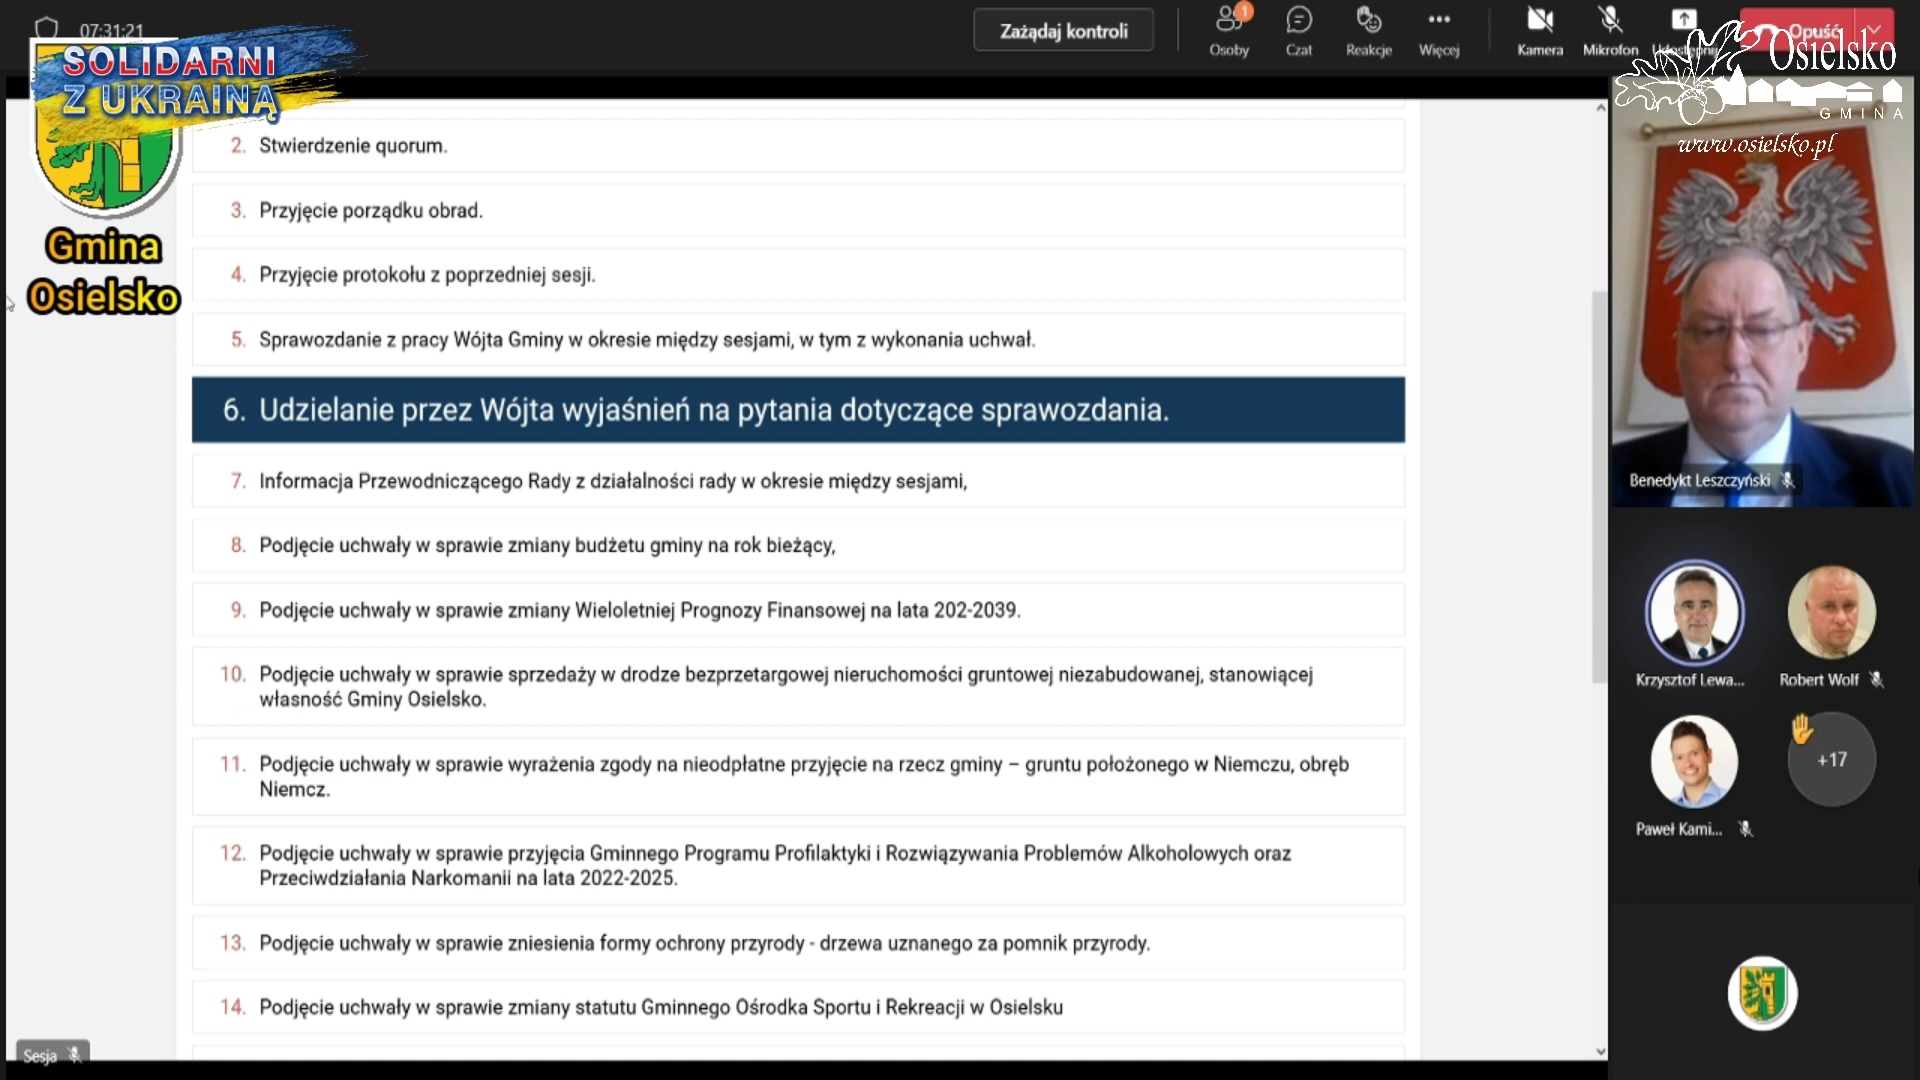 07:31:21
Zażądaj kontroli
1
Osoby
Czat
Reakcje
Więcej
Kamera
Mikrofon
Udostępnij
Opuść
SOLIDARNI
Z UKRAINĄ
Gmina
Osielsko
Osielsko
GMINA
www.osielsko.pl
2. Stwierdzenie quorum.
3. Przyjęcie porządku obrad.
4. Przyjęcie protokołu z poprzedniej sesji.
5. Sprawozdanie z pracy Wójta Gminy w okresie między sesjami, w tym z wykonania uchwał.
6. Udzielanie przez Wójta wyjaśnień na pytania dotyczące sprawozdania.
7. Informacja Przewodniczącego Rady z działalności rady w okresie między sesjami,
8. Podjęcie uchwały w sprawie zmiany budżetu gminy na rok bieżący,
9. Podjęcie uchwały w sprawie zmiany Wieloletniej Prognozy Finansowej na lata 202-2039.
10. Podjęcie uchwały w sprawie sprzedaży w drodze bezprzetargowej nieruchomości gruntowej niezabudowanej, stanowiącej
własność Gminy Osielsko.
11. Podjęcie uchwały w sprawie wyrażenia zgody na nieodpłatne przyjęcie na rzecz gminy – gruntu położonego w Niemczu, obręb
Niemcz.
12. Podjęcie uchwały w sprawie przyjęcia Gminnego Programu Profilaktyki i Rozwiązywania Problemów Alkoholowych oraz
Przeciwdziałania Narkomanii na lata 2022-2025.
13. Podjęcie uchwały w sprawie zniesienia formy ochrony przyrody - drzewa uznanego za pomnik przyrody.
14. Podjęcie uchwały w sprawie zmiany statutu Gminnego Ośrodka Sportu i Rekreacji w Osielsku
Sesja
Benedykt Leszczyński
Krzysztof Lewa...
Robert Wolf
Paweł Kami...
+17